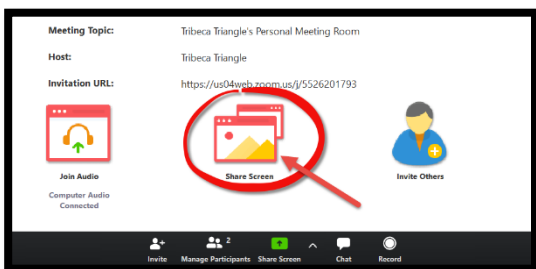 Meeting Topic: Tribeca Triangle's Personal Meeting Room
Host: Tribeca Triangle
Invitation URL: https://us04web.zoom.us/j/5526201793
Join Audio Share Screen Invite Others
Computer Audio
Connected
2
Invite Manage Participants Share Screen Chat Record